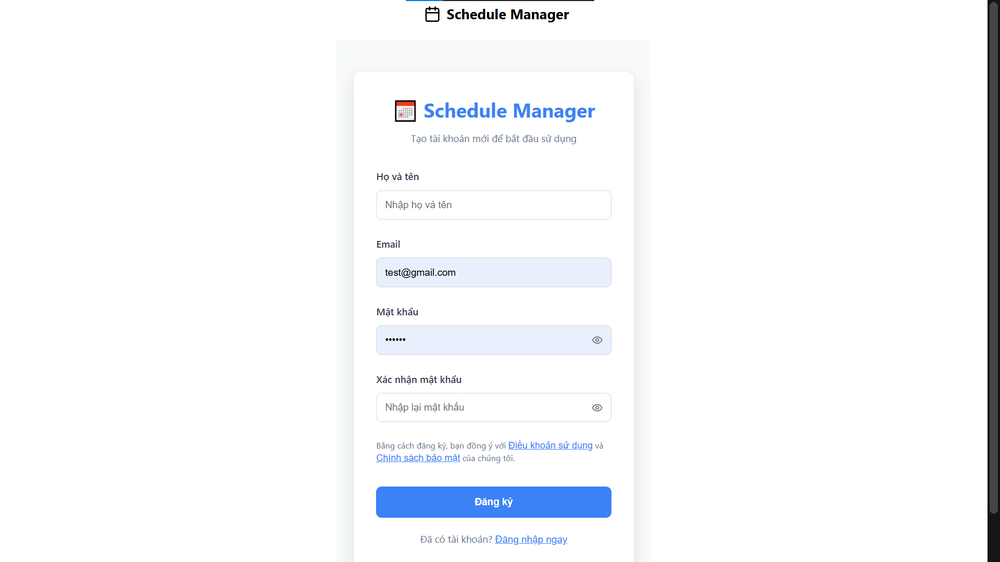 Schedule Manager
Schedule Manager
Tạo tài khoản mới để bắt đầu sử dụng
Họ và tên
Nhập họ và tên
Email
test@gmail.com
Mật khẩu
••••••
Xác nhận mật khẩu
Nhập lại mật khẩu
Bằng cách đăng ký, bạn đồng ý với Điều khoản sử dụng và
Chính sách bảo mật của chúng tôi.
Đăng ký
Đã có tài khoản? Đăng nhập ngay